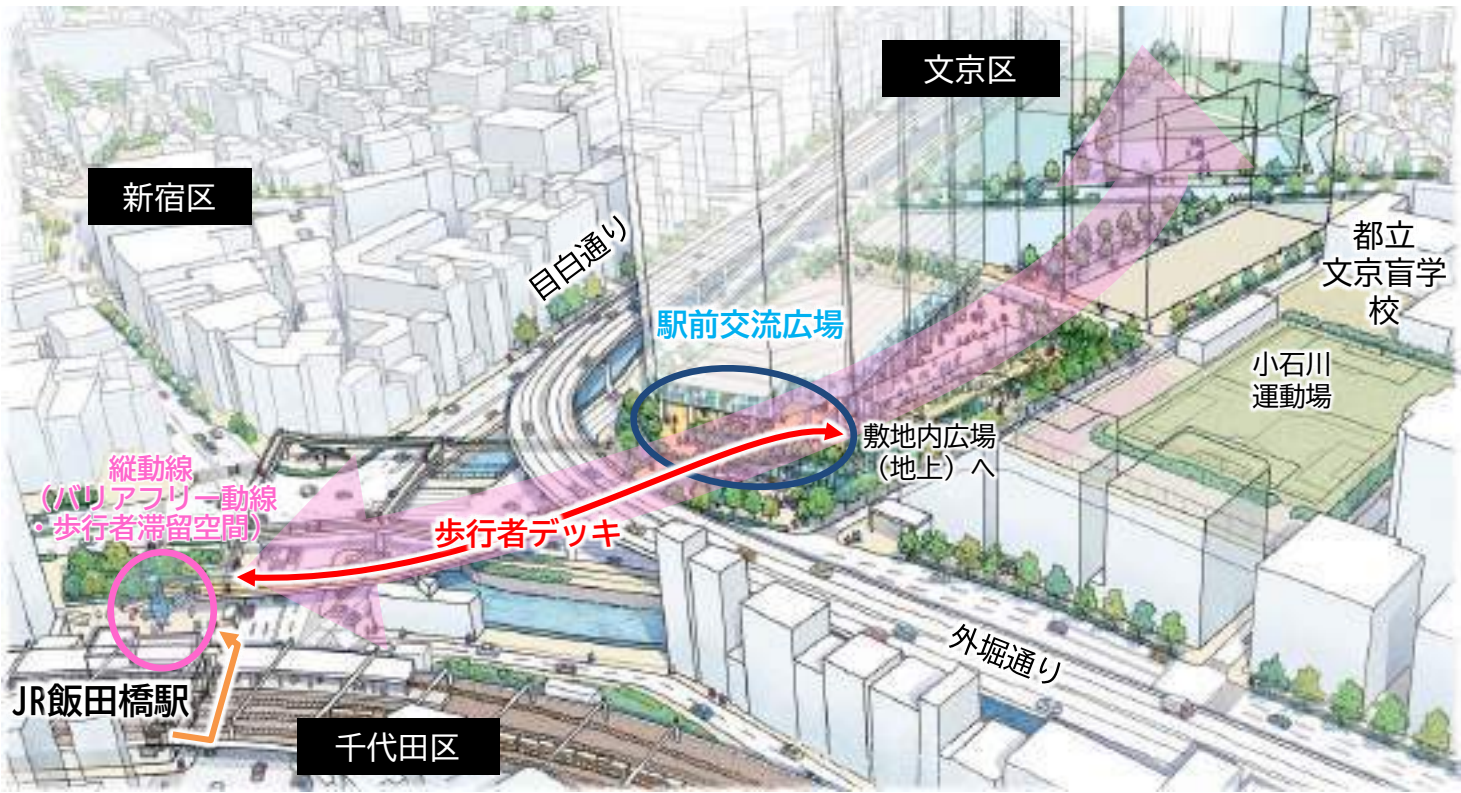 文京区
新宿区
目白通り
都立
文京盲学
校
駅前交流広場
小石川
運動場
敷地内広場
（地上）へ
縦動線
（バリアフリー動線
・歩行者滞留空間）
歩行者デッキ
外堀通り
JR飯田橋駅
千代田区